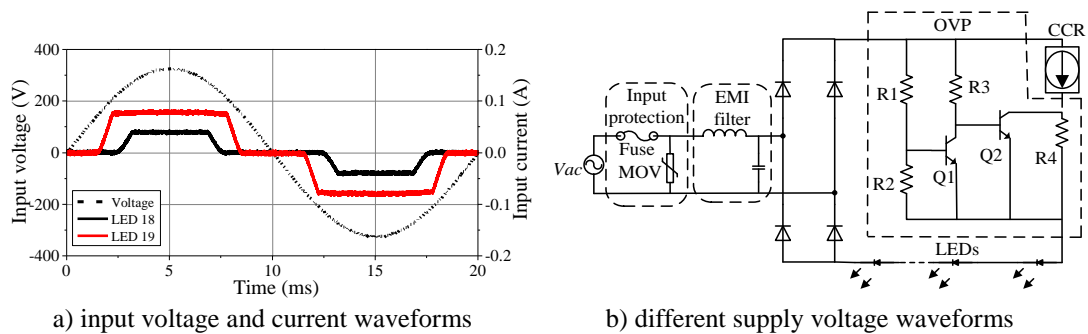 400
200
0
-200
-400
Input voltage (V)
0.2
0.1
0.0
-0.1
-0.2
Input current (A)
Voltage
LED 18
LED 19
0
5
10
15
20
Time (ms)
a) input voltage and current waveforms
OVP
CCR
Input
protection
EMI
filter
R1
R3
Fuse
MOV
Vac
Q2
R4
Q1
R2
LEDs
b) different supply voltage waveforms